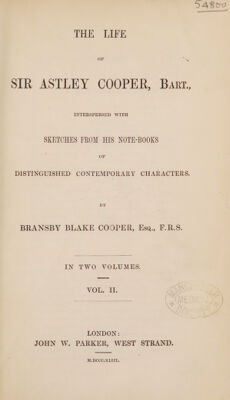 54800
THE LIFE
OF
SIR ASTLEY COOPER, BART.,
INTERSPERSED WITH
SKETCHES FROM HIS NOTE-BOOKS
OF
DISTINGUISHED CONTEMPORARY CHARACTERS.
BY
BRANSBY BLAKE COOPER, ESQ., F.R.S.
IN TWO VOLUMES.
VOL. II.
LONDON:
JOHN W. PARKER, WEST STRAND.
M.DCCC.XLIII.